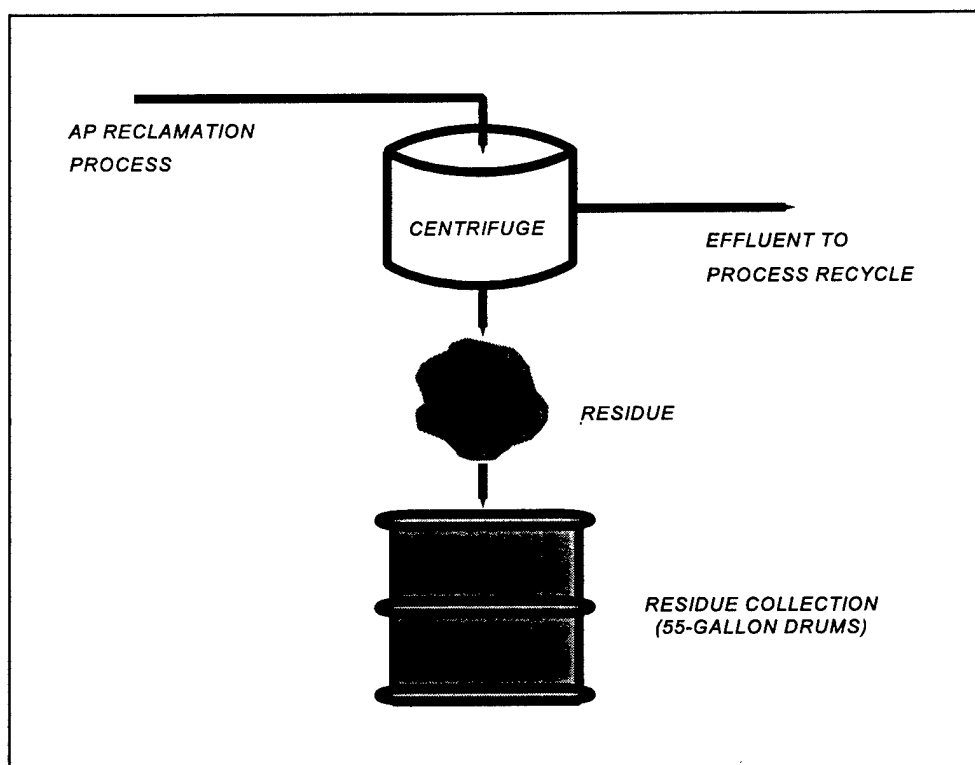 AP RECLAMATION
PROCESS
CENTRIFUGE
EFFLUENT TO
PROCESS RECYCLE
RESIDUE
RESIDUE COLLECTION
(55-GALLON DRUMS)